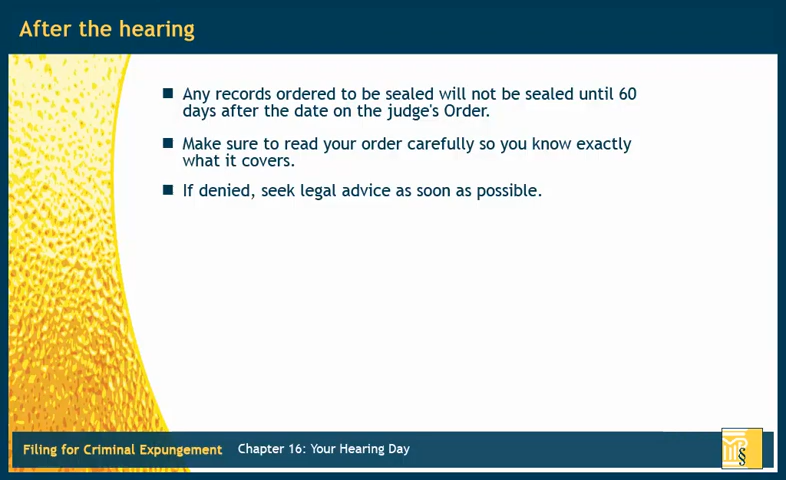 After the hearing
■ Any records ordered to be sealed will not be sealed until 60
days after the date on the judge's Order.
■ Make sure to read your order carefully so you know exactly
what it covers.
■ If denied, seek legal advice as soon as possible.
Filing for Criminal Expungement Chapter 16: Your Hearing Day
§